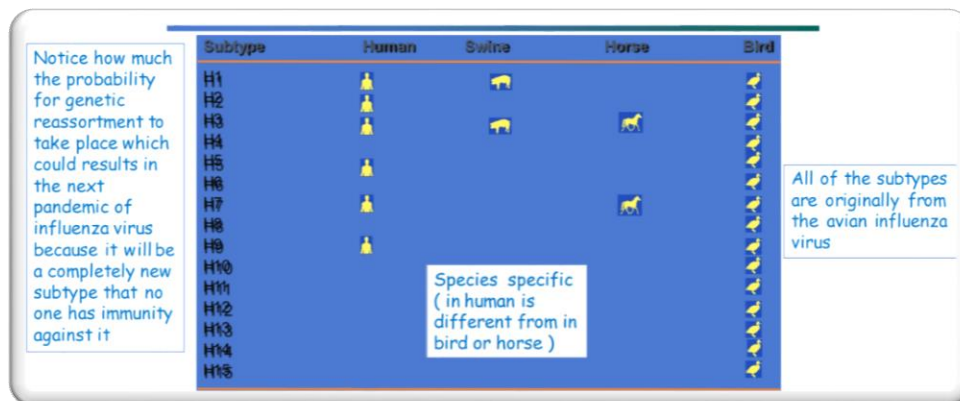 Notice how much
the probability
for genetic
reassortment to
take place which
could results in
the next
pandemic of
influenza virus
because it will be
a completely new
subtype that no
one has immunity
against it
Subtype Human Swine Horse Bird
H1
H2
H3
H4
H5
H6
H7
H8
H9
H10
H11
H12
H13
H14
H15
Species specific
( in human is
different from in
bird or horse )
All of the subtypes
are originally from
the avian influenza
virus